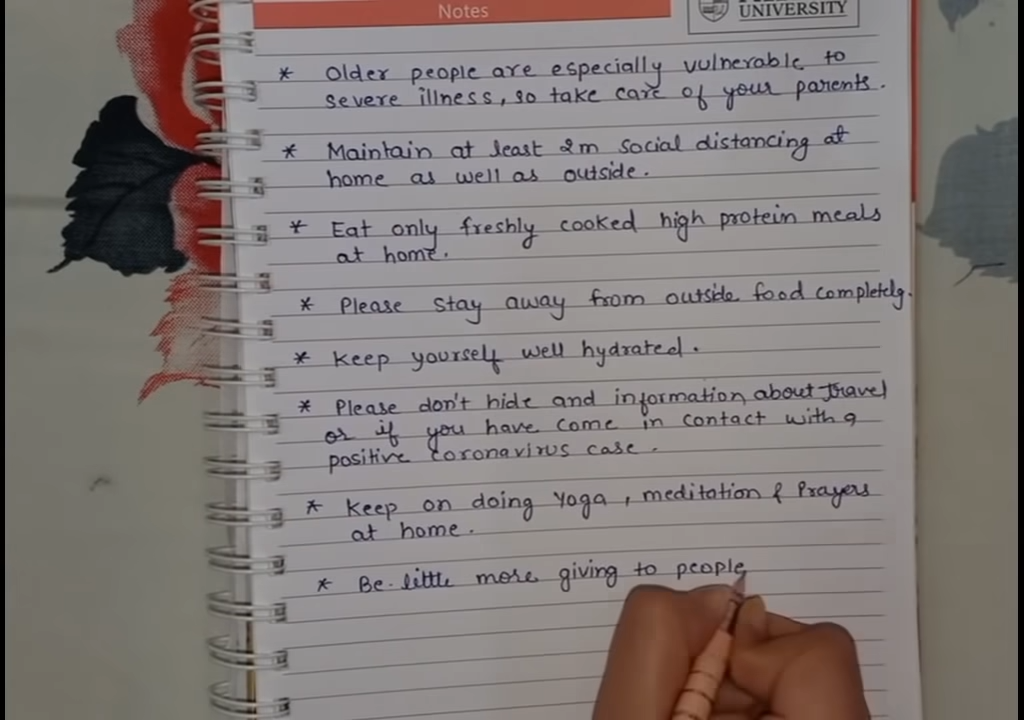 Notes
UNIVERSITY
* Older people are especially vulnerable to
severe illness, so take care of your parents.
* Maintain at least 2m social distancing at
home as well as outside.
* Eat only freshly cooked high protein meals
at home.
* Please stay away from outside food completely.
* Keep yourself well hydrated.
* Please don't hide and information about travel
or if you have come in contact with a
positive coronavirus case.
* Keep on doing Yoga, meditation & Prayers
at home.
* Be little more giving to people